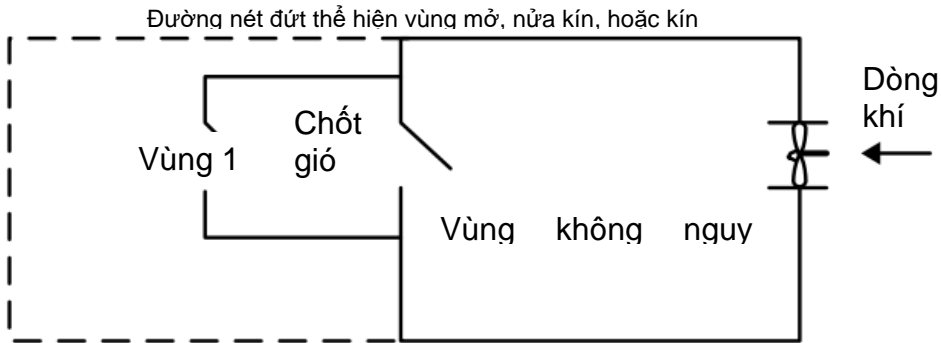 Đường nét đứt thể hiện vùng mở, nửa kín, hoặc kín
Dòng
khí
Chốt
gió
Vùng 1
Vùng không nguy